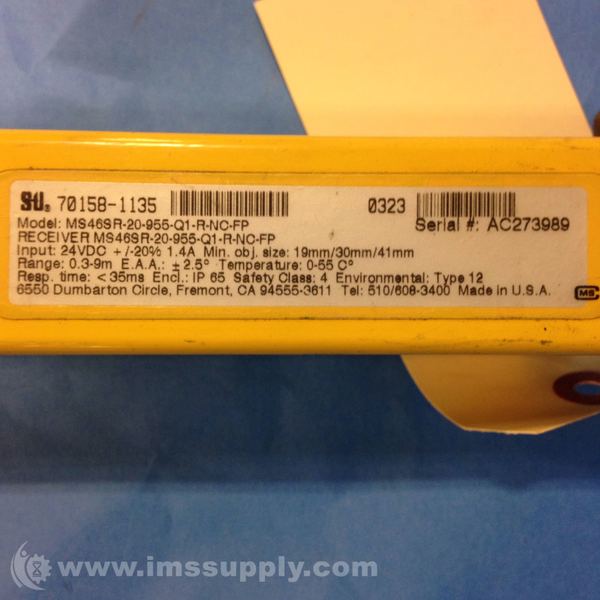 STI® 70158-1135 0323
Model: MS46SR-20-955-Q1-R-NC-FP Serial #: AC273989
RECEIVER MS46SR-20-955-Q1-R-NC-FP
Input: 24VDC +/-20% 1.4A Min. obj. size: 19mm/30mm/41mm
Range: 0.3-9m E.A.A.: ±2.5° Temperature: 0-55 C°
Resp. time: <35ms Encl.: IP 65 Safety Class: 4 Environmental: Type 12
6550 Dumbarton Circle, Fremont, CA 94555-3611 Tel: 510/608-3400 Made in U.S.A.
CMS
www.imssupply.com